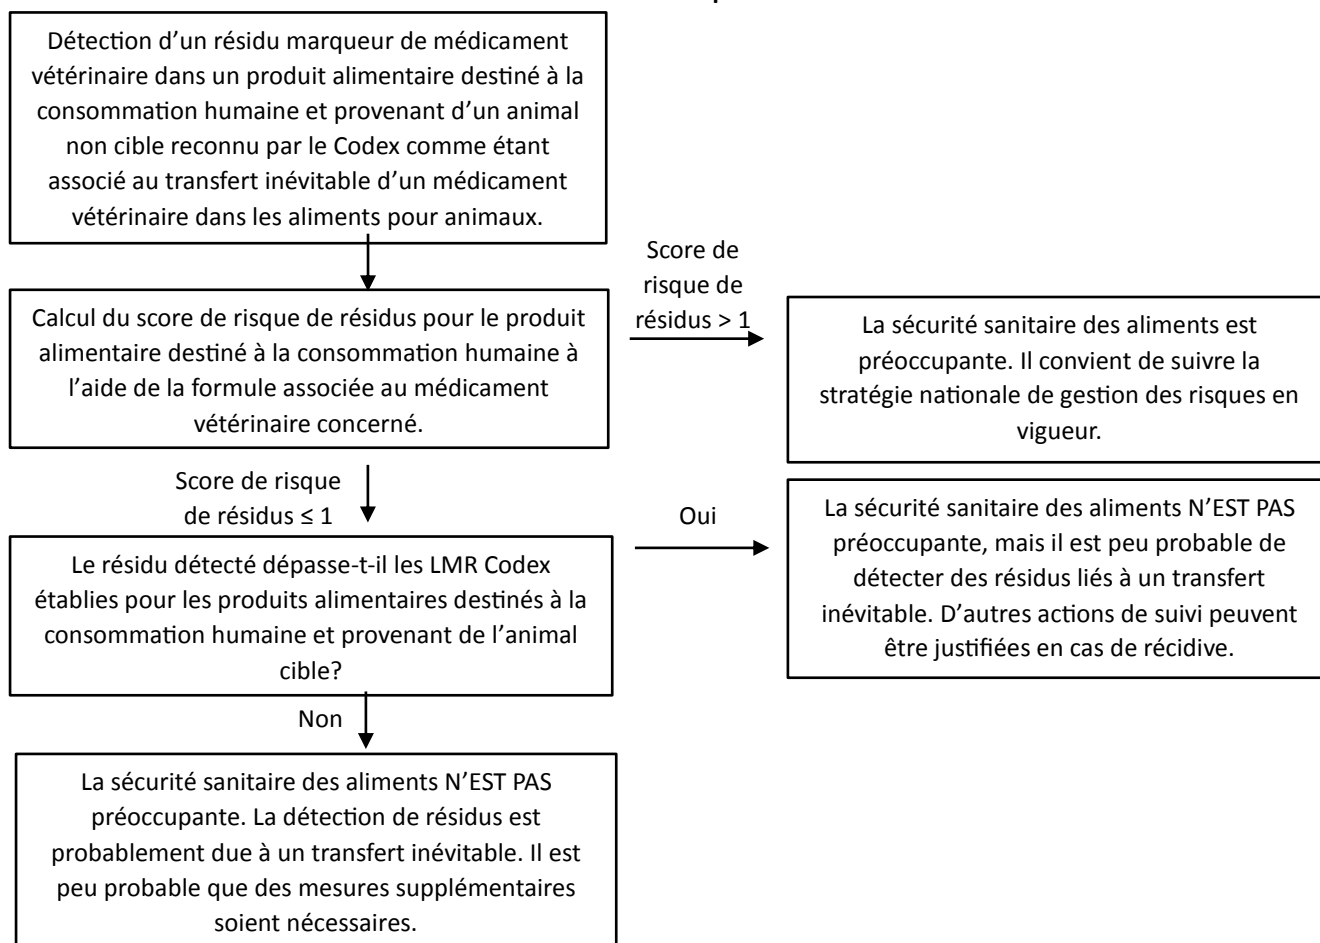 Détection d’un résidu marqueur de médicament
vétérinaire dans un produit alimentaire destiné à la
consommation humaine et provenant d’un animal
non cible reconnu par le Codex comme étant
associé au transfert inévitable d’un médicament
vétérinaire dans les aliments pour animaux.
Score de
risque de
résidus > 1
Calcul du score de risque de résidus pour le produit
alimentaire destiné à la consommation humaine à
l’aide de la formule associée au médicament
vétérinaire concerné.
La sécurité sanitaire des aliments est
préoccupante. Il convient de suivre la
stratégie nationale de gestion des risques en
vigueur.
Score de risque
de résidus ≤ 1
Le résidu détecté dépasse-t-il les LMR Codex
établies pour les produits alimentaires destinés à la
consommation humaine et provenant de l’animal
cible?
Oui
La sécurité sanitaire des aliments N’EST PAS
préoccupante, mais il est peu probable de
détecter des résidus liés à un transfert
inévitable. D’autres actions de suivi peuvent
être justifiées en cas de récidive.
Non
La sécurité sanitaire des aliments N’EST PAS
préoccupante. La détection de résidus est
probablement due à un transfert inévitable. Il est
peu probable que des mesures supplémentaires
soient nécessaires.